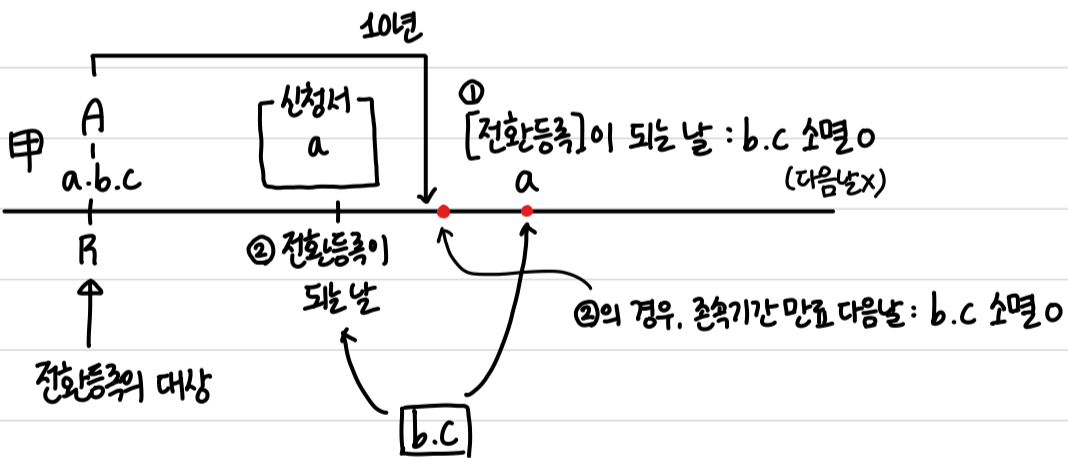 10년
甲
A
a.b.c
R
신청서
a
①
[전환등록]이 되는 날 : b.c 소멸O
(다음날X)
a
② 전환등록이
되는 날
②의 경우, 존속기간 만료 다음날 : b.c 소멸O
전환등록의 대상
b.c